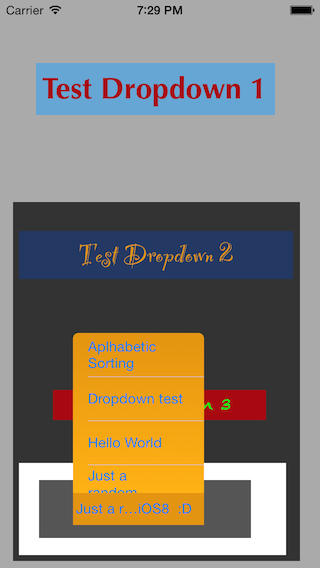 Carrier 7:29 PM
Test Dropdown 1
Test Dropdown 2
Aplhabetic
Sorting
Dropdown test
n 3
Hello World
Just a
random
Just a r...iOS8 :D